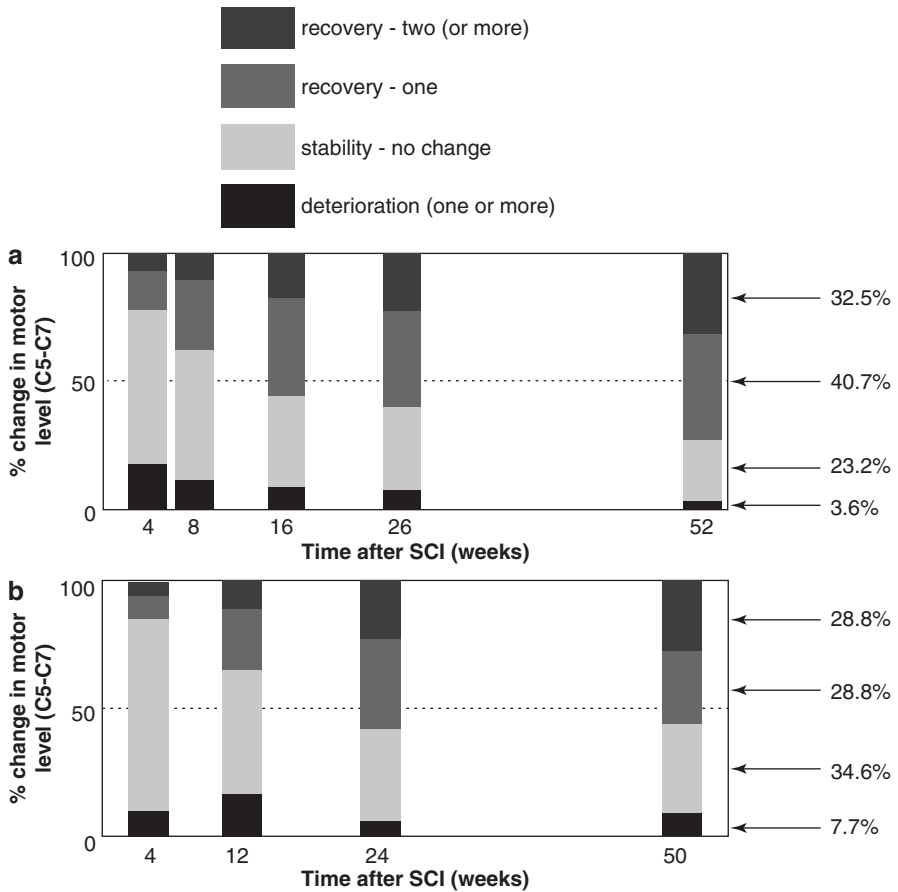 recovery - two (or more)
recovery - one
stability - no change
deterioration (one or more)
a
% change in motor
level (C5-C7)
100
50
0
4 8 16 26 52
Time after SCI (weeks)
32.5%
40.7%
23.2%
3.6%
b
% change in motor
level (C5-C7)
100
50
0
4 12 24 50
Time after SCI (weeks)
28.8%
28.8%
34.6%
7.7%